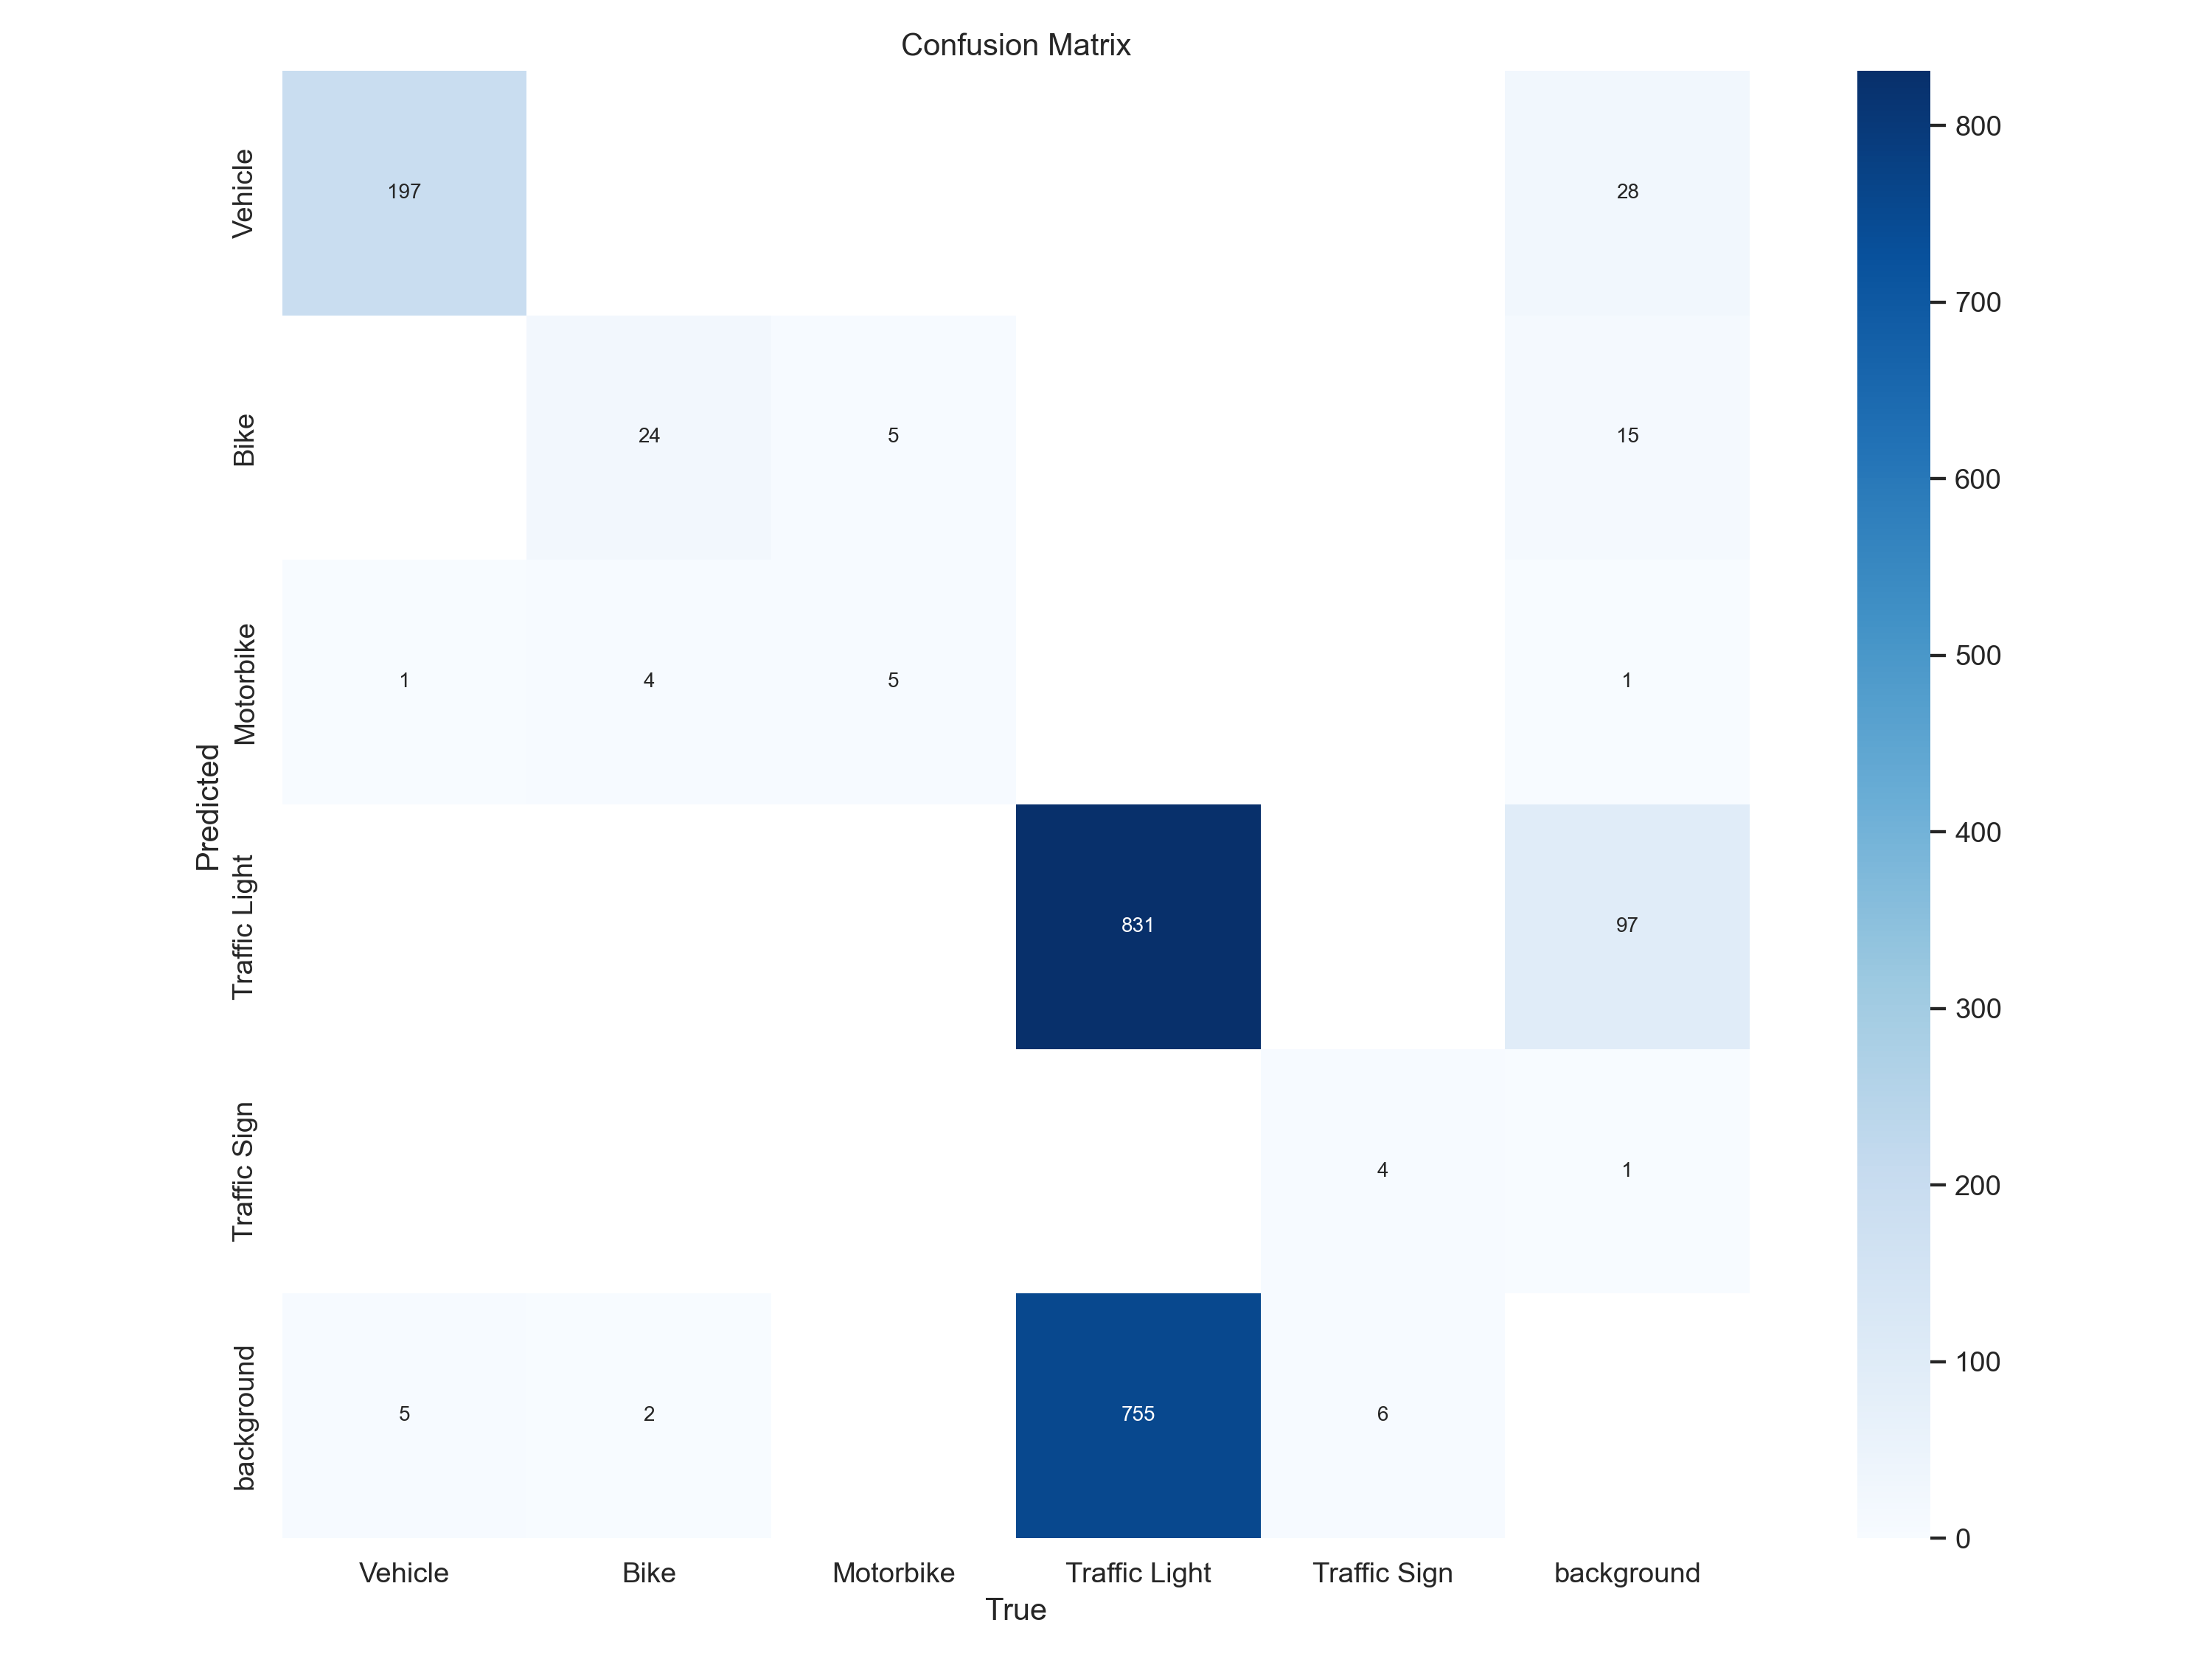 Confusion Matrix
Vehicle
197
28
Bike
24
5
15
Motorbike
1
4
5
1
Traffic Light
831
97
Traffic Sign
4
1
background
5
2
755
6
Predicted
Vehicle
Bike
Motorbike
Traffic Light
Traffic Sign
background
True
800
700
600
500
400
300
200
100
0